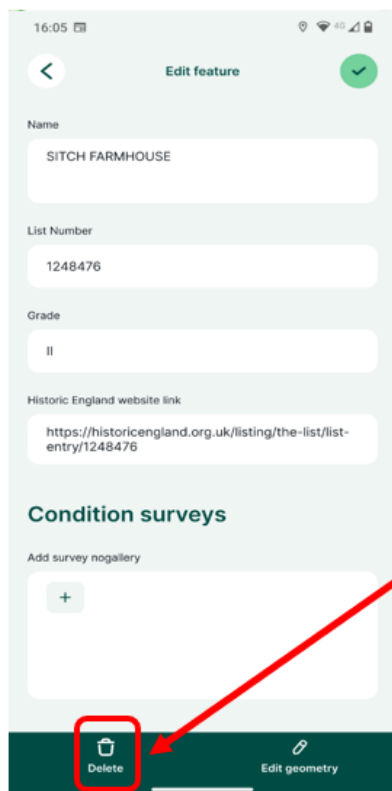 16:05 4G
Edit feature
Name
SITCH FARMHOUSE
List Number
1248476
Grade
II
Historic England website link
https://historicengland.org.uk/listing/the-list/list-
entry/1248476
Condition surveys
Add survey nogallery
+
Delete Edit geometry